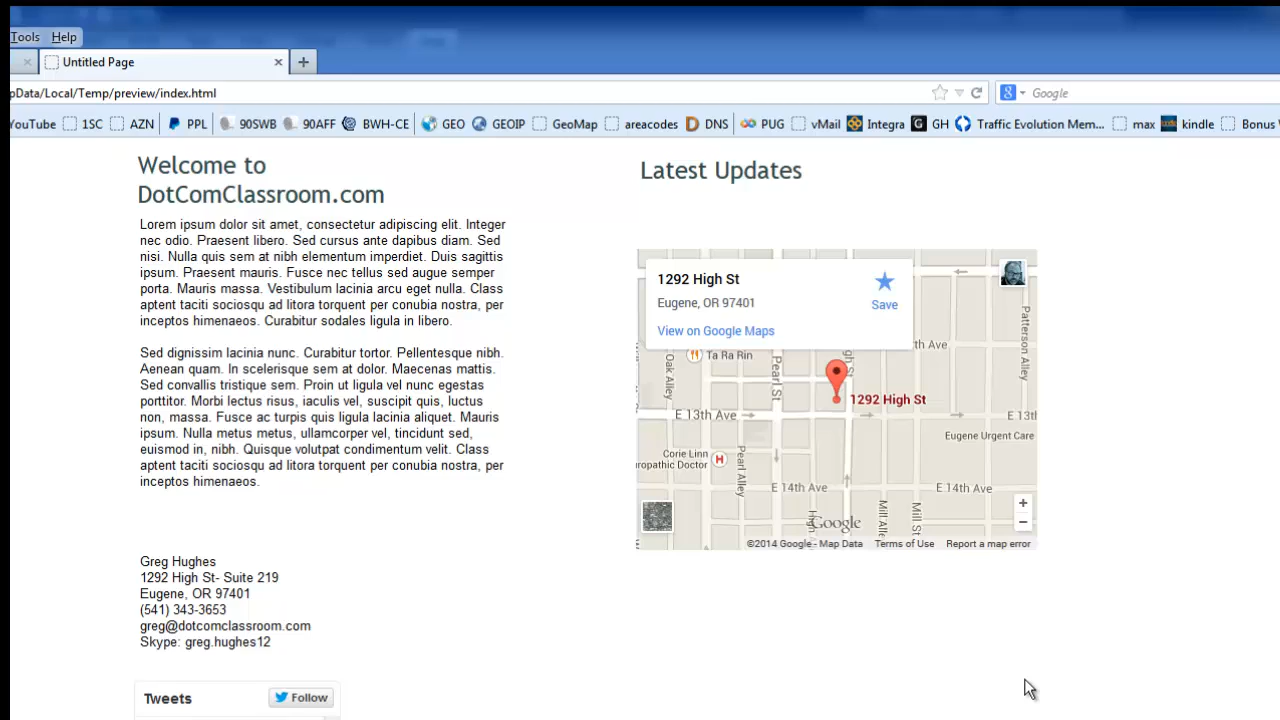 Tools Help
Untitled Page
pData/Local/Temp/preview/index.html
Google
YouTube 1SC AZN PPL 90SWB 90AFF BWH-CE GEO GEOIP GeoMap areacodes DNS PUG vMail Integra GH Traffic Evolution Mem... max kindle Bonus
Welcome to
DotComClassroom.com
Lorem ipsum dolor sit amet, consectetur adipiscing elit. Integer
nec odio. Praesent libero. Sed cursus ante dapibus diam. Sed
nisi. Nulla quis sem at nibh elementum imperdiet. Duis sagittis
ipsum. Praesent mauris. Fusce nec tellus sed augue semper
porta. Mauris massa. Vestibulum lacinia arcu eget nulla. Class
aptent taciti sociosqu ad litora torquent per conubia nostra, per
inceptos himenaeos. Curabitur sodales ligula in libero.
Sed dignissim lacinia nunc. Curabitur tortor. Pellentesque nibh.
Aenean quam. In scelerisque sem at dolor. Maecenas mattis.
Sed convallis tristique sem. Proin ut ligula vel nunc egestas
porttitor. Morbi lectus risus, iaculis vel, suscipit quis, luctus
non, massa. Fusce ac turpis quis ligula lacinia aliquet. Mauris
ipsum. Nulla metus metus, ullamcorper vel, tincidunt sed,
euismod in, nibh. Quisque volutpat condimentum velit. Class
aptent taciti sociosqu ad litora torquent per conubia nostra, per
inceptos himenaeos.
Greg Hughes
1292 High St- Suite 219
Eugene, OR 97401
(541) 343-3653
greg@dotcomclassroom.com
Skype: greg.hughes12
Tweets
Follow
Latest Updates
1292 High St
Eugene, OR 97401
View on Google Maps
Save
Ta Ra Rin
th Ave
Oak Alley
Pearl St
Patterson Alley
1292 High St
E 13th Ave
E 13t
Eugene Urgent Care
Corie Linn
uropathic Doctor
H
Pearl Alley
E 14th Ave
E 14th Ave
Mill Alle
Mill St
Google
©2014 Google - Map Data Terms of Use Report a map error